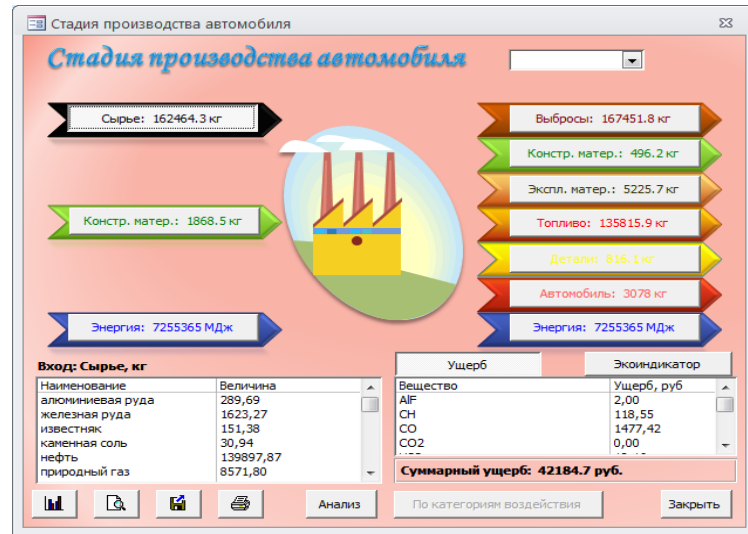 Стадия производства автомобиля
Стадия производства автомобиля
Сырье: 162464.3 кг
Констр. матер.: 1868.5 кг
Энергия: 7255365 МДж
Выбросы: 167451.8 кг
Констр. матер.: 496.2 кг
Экспл. матер.: 5225.7 кг
Топливо: 135815.9 кг
Детали: 816.1 кг
Автомобиль: 3078 кг
Энергия: 7255365 МДж
Вход: Сырье, кг
Наименование Величина
алюминиевая руда 289,69
железная руда 1623,27
известняк 151,38
каменная соль 30,94
нефть 139897,87
природный газ 8571,80
Ущерб Экоиндикатор
Вещество Ущерб, руб
AlF 2,00
CH 118,55
CO 1477,42
CO2 0,00
Суммарный ущерб: 42184.7 руб.
Анализ По категориям воздействия Закрыть